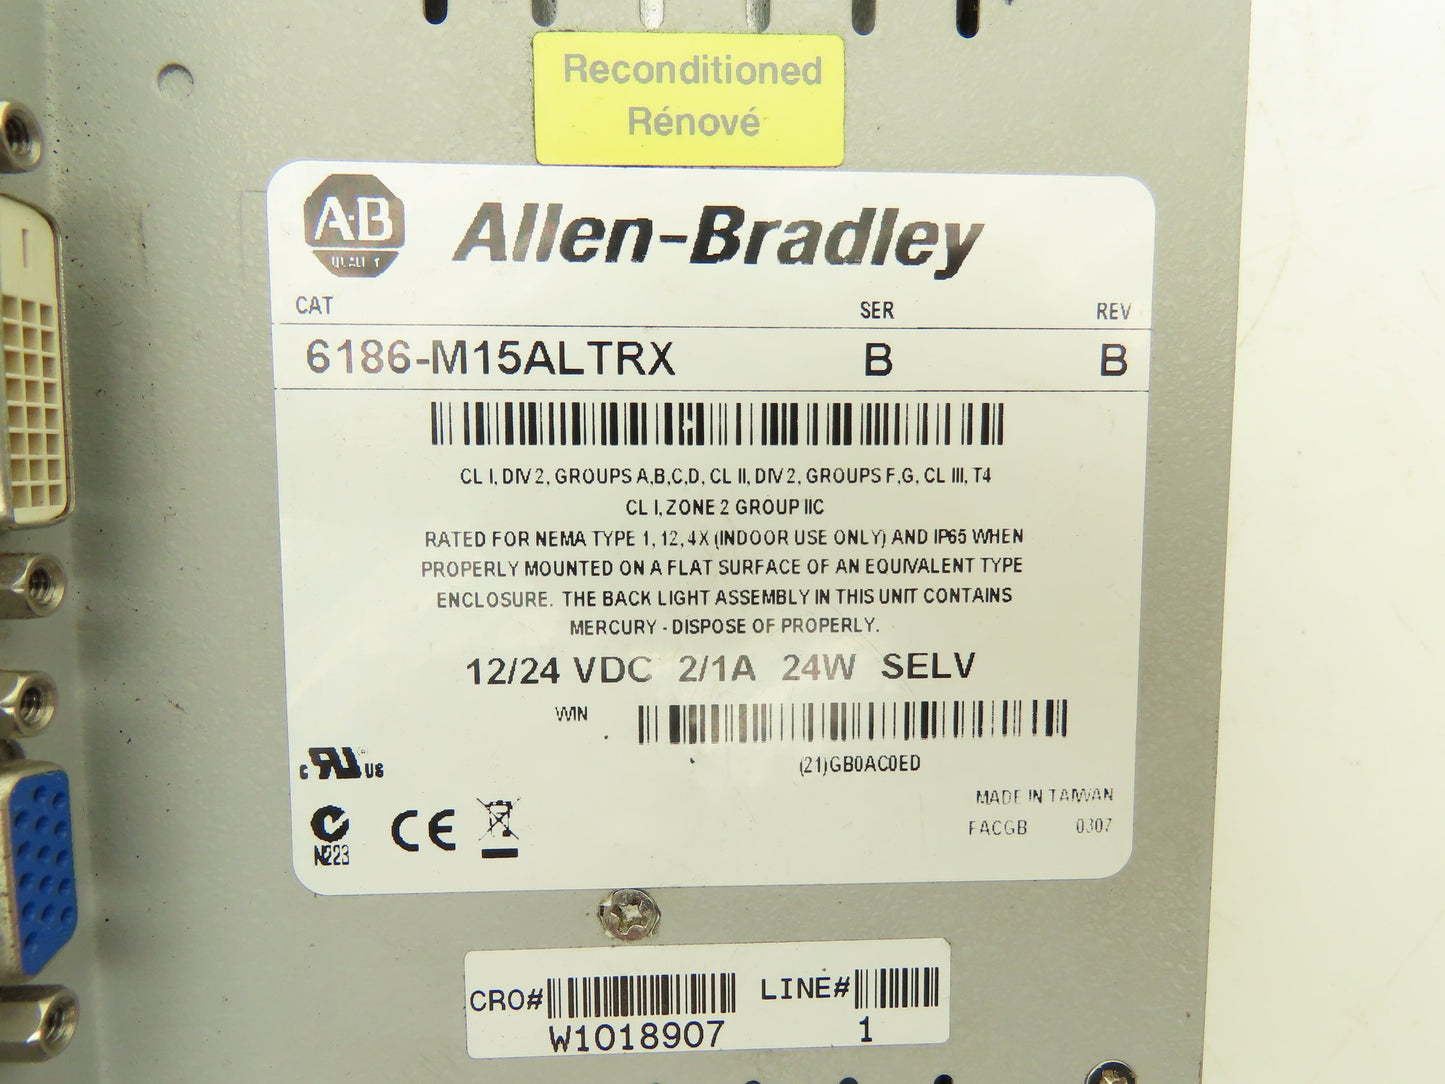 Reconditioned
Rénové
A·B
QUALITY
Allen-Bradley
CAT SER REV
6186-M15ALTRX B B
CL I, DIV 2, GROUPS A,B,C,D, CL II, DIV 2, GROUPS F,G, CL III, T4
CL I, ZONE 2 GROUP IIC
RATED FOR NEMA TYPE 1, 12, 4X (INDOOR USE ONLY) AND IP65 WHEN
PROPERLY MOUNTED ON A FLAT SURFACE OF AN EQUIVALENT TYPE
ENCLOSURE. THE BACK LIGHT ASSEMBLY IN THIS UNIT CONTAINS
MERCURY - DISPOSE OF PROPERLY.
12/24 VDC 2/1A 24W SELV
WIN
(21)GB0AC0ED
c RU ® US
N223
CE
MADE IN TAIWAN
FACGB 0307
CRO# LINE#
W1018907 1